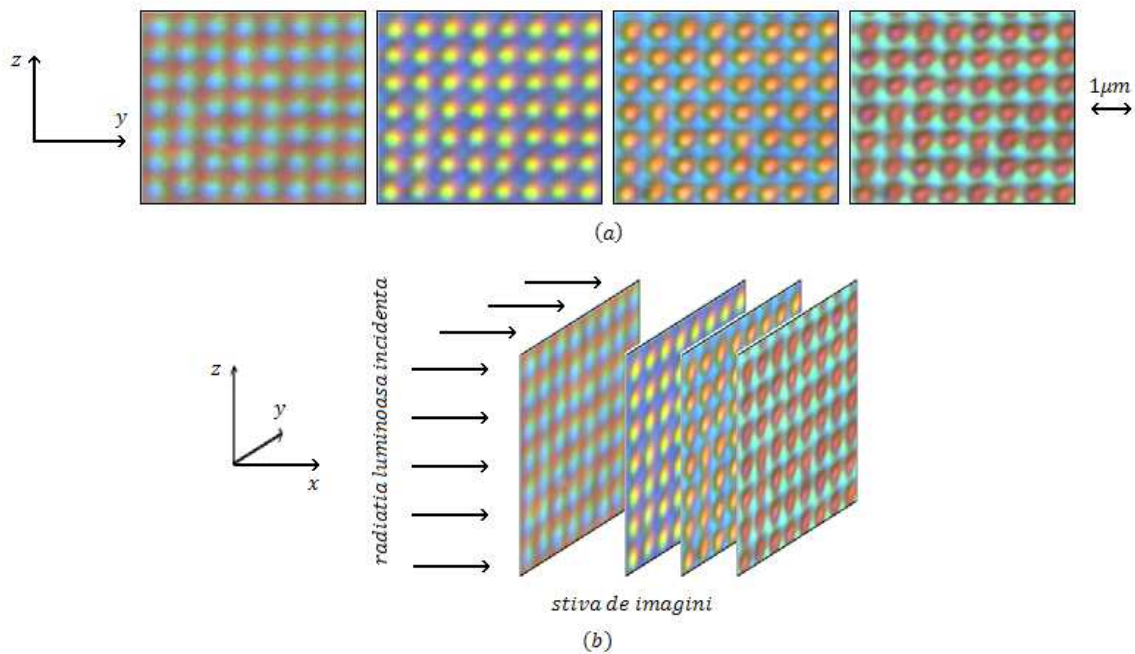 z
y
1μm
(a)
radiatia luminoasa incidenta
z
y
x
stiva de imagini
(b)